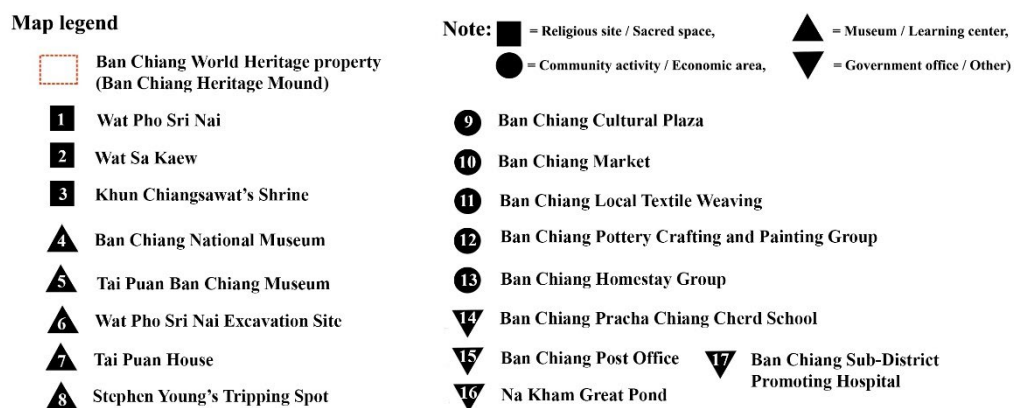 Map legend
Ban Chiang World Heritage property
(Ban Chiang Heritage Mound)
1 Wat Pho Sri Nai
2 Wat Sa Kaew
3 Khun Chiangsawat's Shrine
4 Ban Chiang National Museum
5 Tai Puan Ban Chiang Museum
6 Wat Pho Sri Nai Excavation Site
7 Tai Puan House
8 Stephen Young's Tripping Spot
Note: = Religious site / Sacred space, = Museum / Learning center,
= Community activity / Economic area, = Government office / Other)
9 Ban Chiang Cultural Plaza
10 Ban Chiang Market
11 Ban Chiang Local Textile Weaving
12 Ban Chiang Pottery Crafting and Painting Group
13 Ban Chiang Homestay Group
14 Ban Chiang Pracha Chiang Cherd School
15 Ban Chiang Post Office
16 Na Kham Great Pond
17 Ban Chiang Sub-District
Promoting Hospital